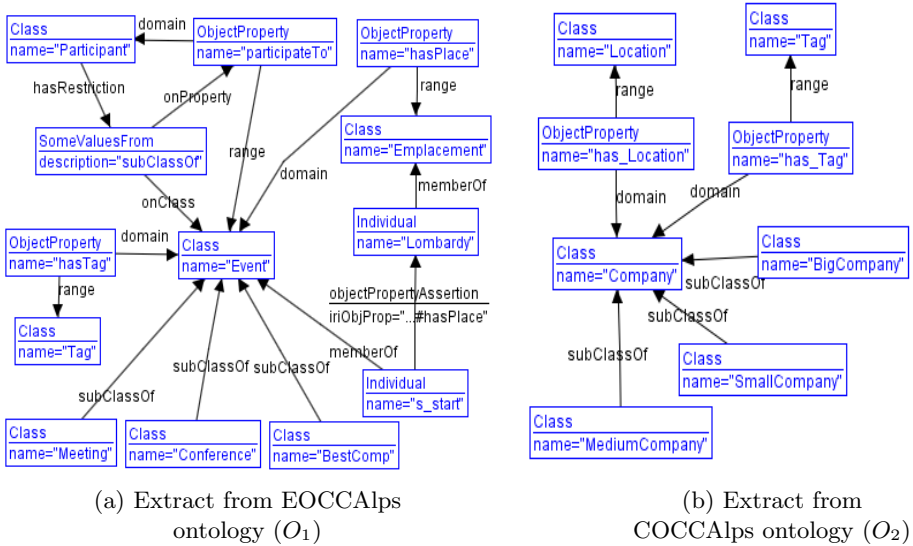 Class
name="Participant"
domain
ObjectProperty
name="participateTo"
ObjectProperty
name="hasPlace"
hasRestriction
onProperty
range
SomeValuesFrom
description="subClassOf"
range
Class
name="Emplacement"
domain
memberOf
onClass
Individual
name="Lombardy"
ObjectProperty
name="hasTag"
domain
Class
name="Event"
range
objectPropertyAssertion
iriObjProp="...#hasPlace"
Class
name="Tag"
memberOf
subClassOf
subClassOf
subClassOf
Individual
name="s_start"
Class
name="Meeting"
Class
name="Conference"
Class
name="BestComp"
(a) Extract from EOCCAlps
ontology (O₁)
Class
name="Location"
Class
name="Tag"
range
range
ObjectProperty
name="has_Location"
ObjectProperty
name="has_Tag"
domain
domain
Class
name="Company"
Class
name="BigCompany"
subClassOf
subClassOf
subClassOf
Class
name="SmallCompany"
Class
name="MediumCompany"
(b) Extract from
COCCAlps ontology (O₂)